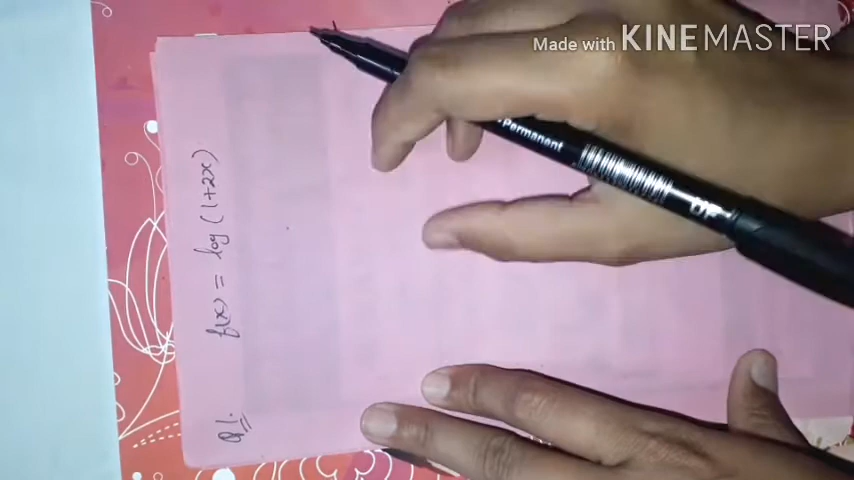 Made with KINEMASTER
Permanent
Q1. f(x) = log (1+2x)